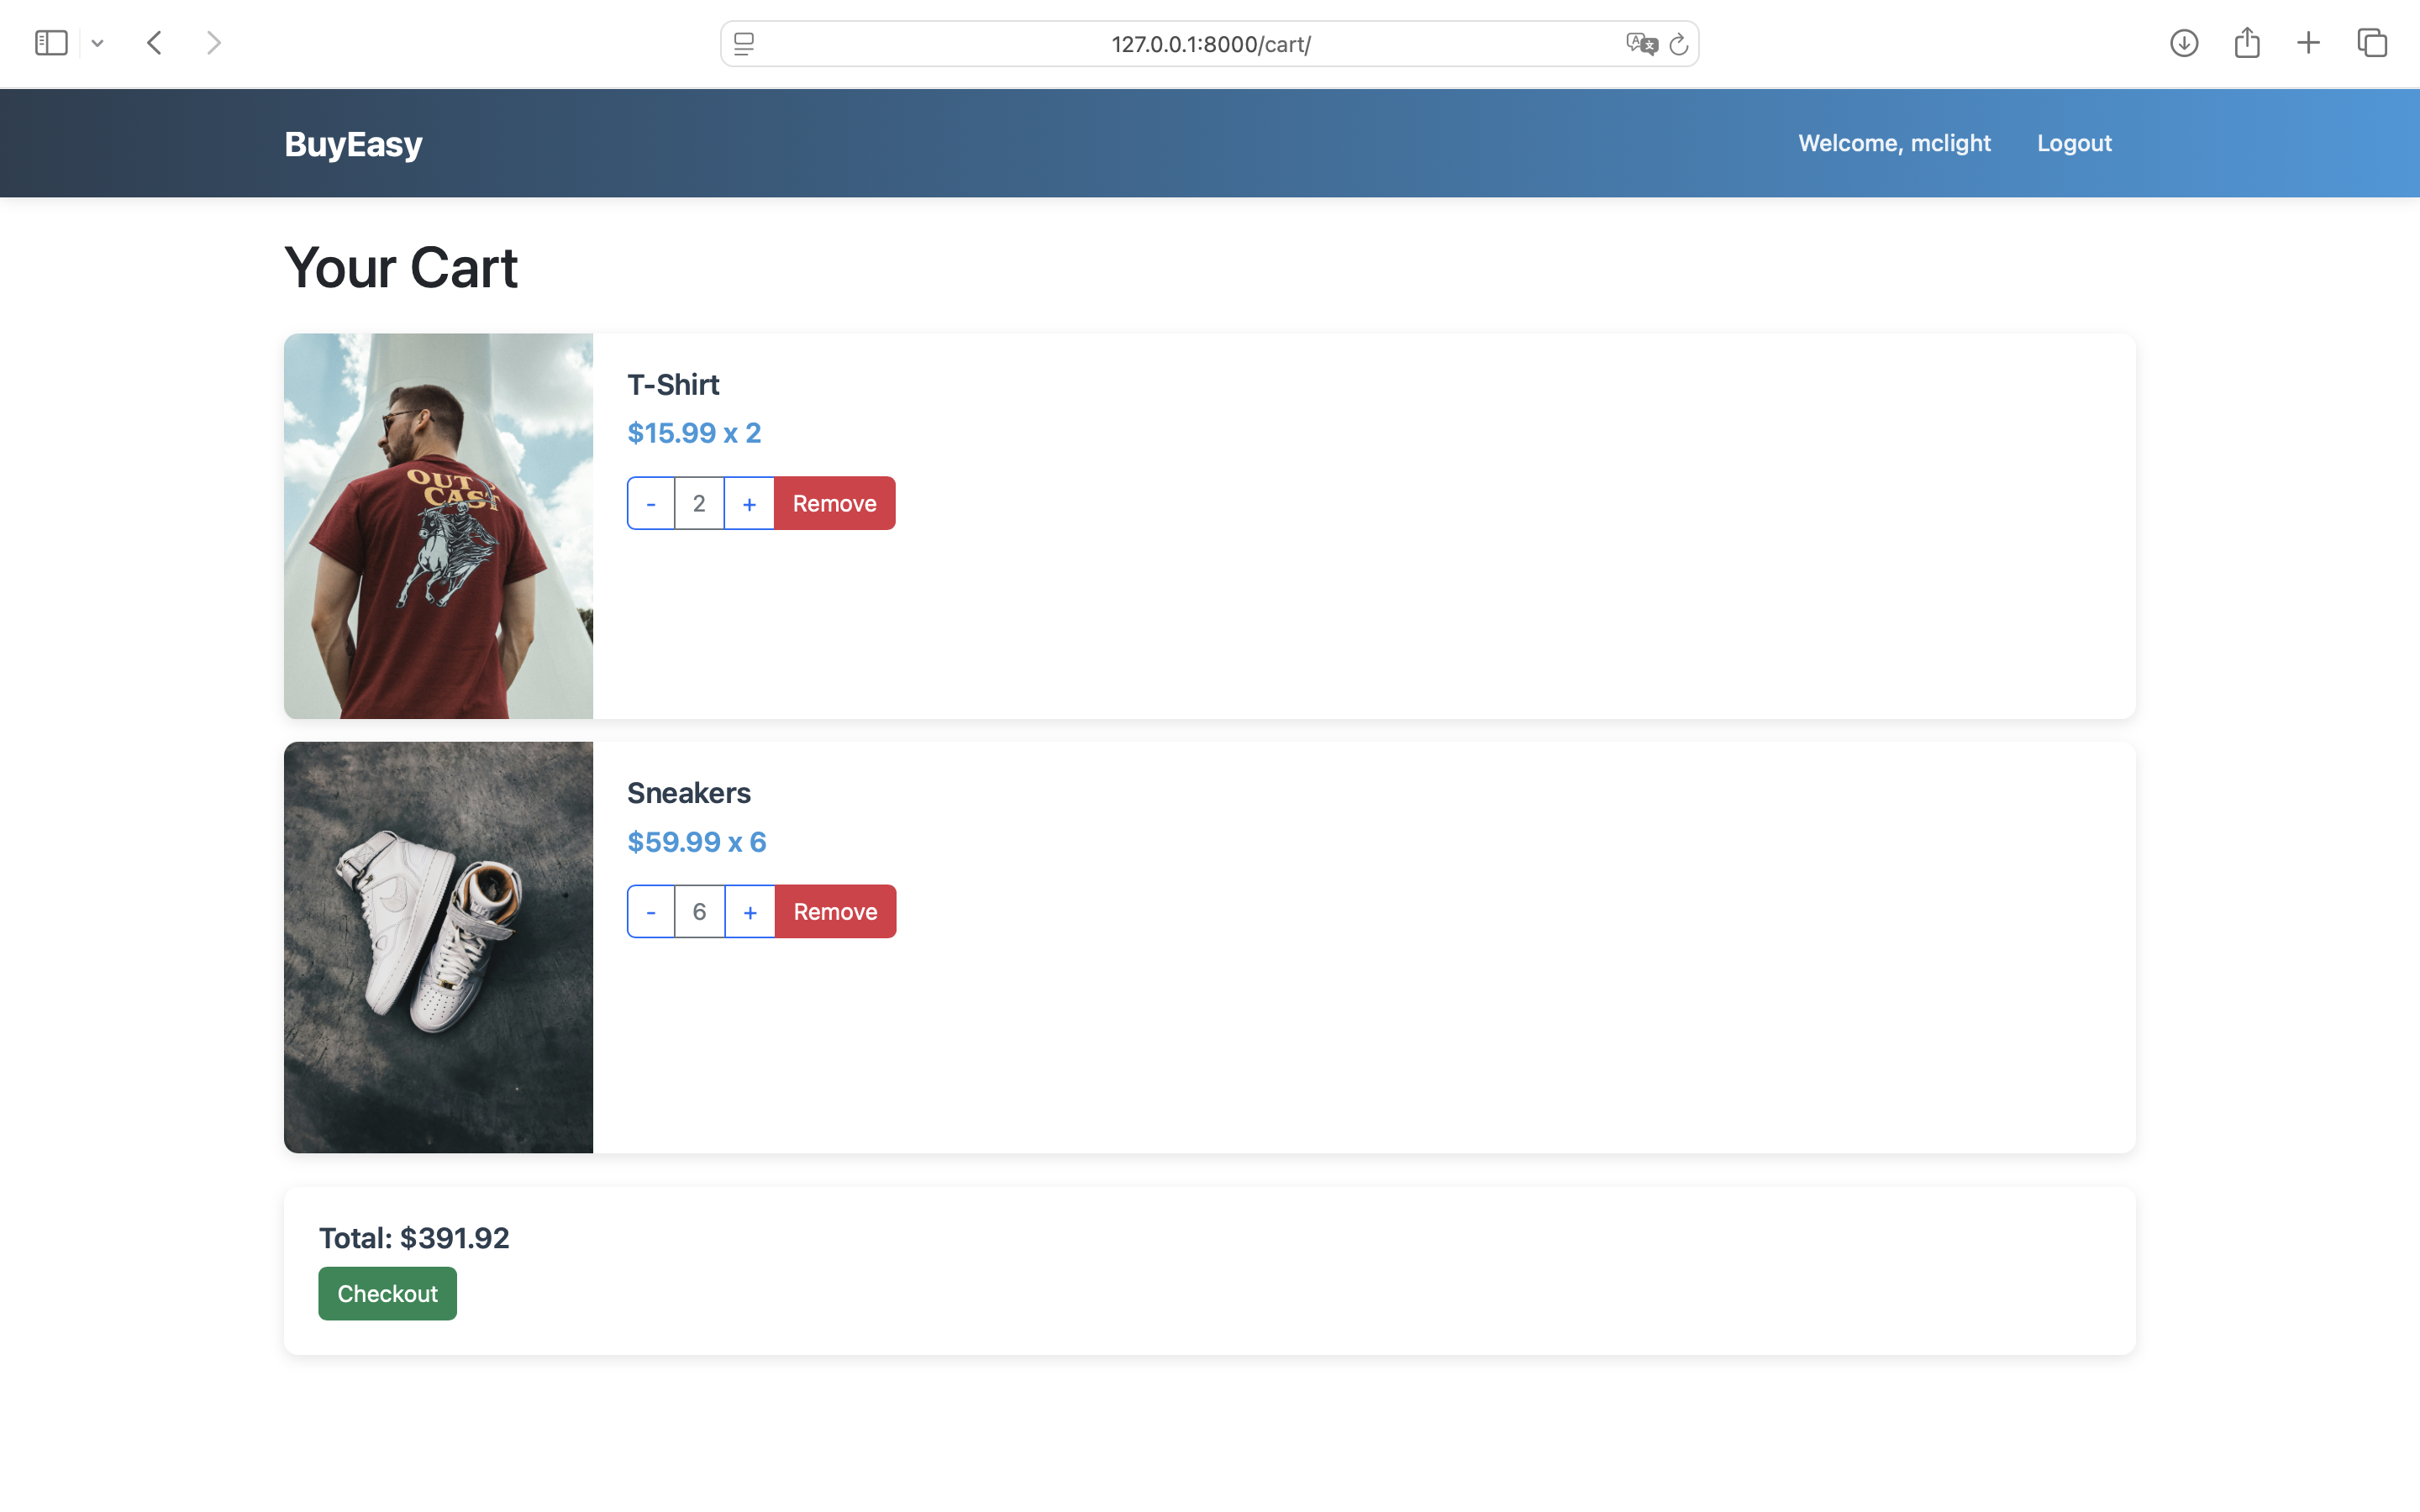 127.0.0.1:8000/cart/
BuyEasy
Welcome, mclight Logout
Your Cart
OUT
CAST
T-Shirt
$15.99 x 2
- 2 + Remove
Sneakers
$59.99 x 6
- 6 + Remove
Total: $391.92
Checkout